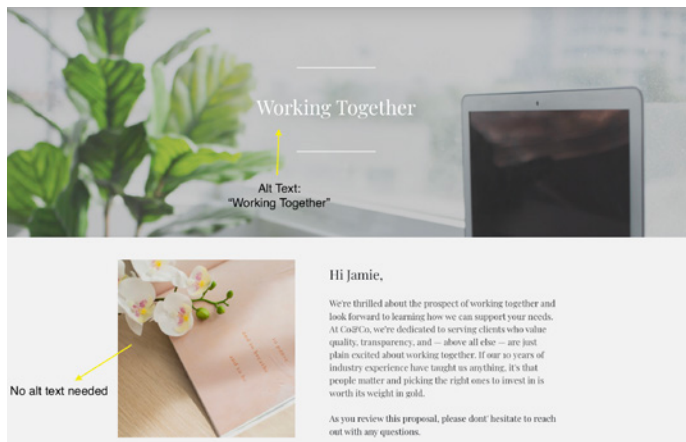 Working Together
Alt Text:
"Working Together"
Hi Jamie,
We're thrilled about the prospect of working together and
look forward to learning how we can support your needs.
At Co&Co, we're dedicated to serving clients who value
quality, transparency, and — above all else — are just
plain excited about working together. If our 10 years of
industry experience have taught us anything, it's that
people matter and picking the right ones to invest in is
worth its weight in gold.
As you review this proposal, please dont' hesitate to reach
out with any questions.
No alt text needed